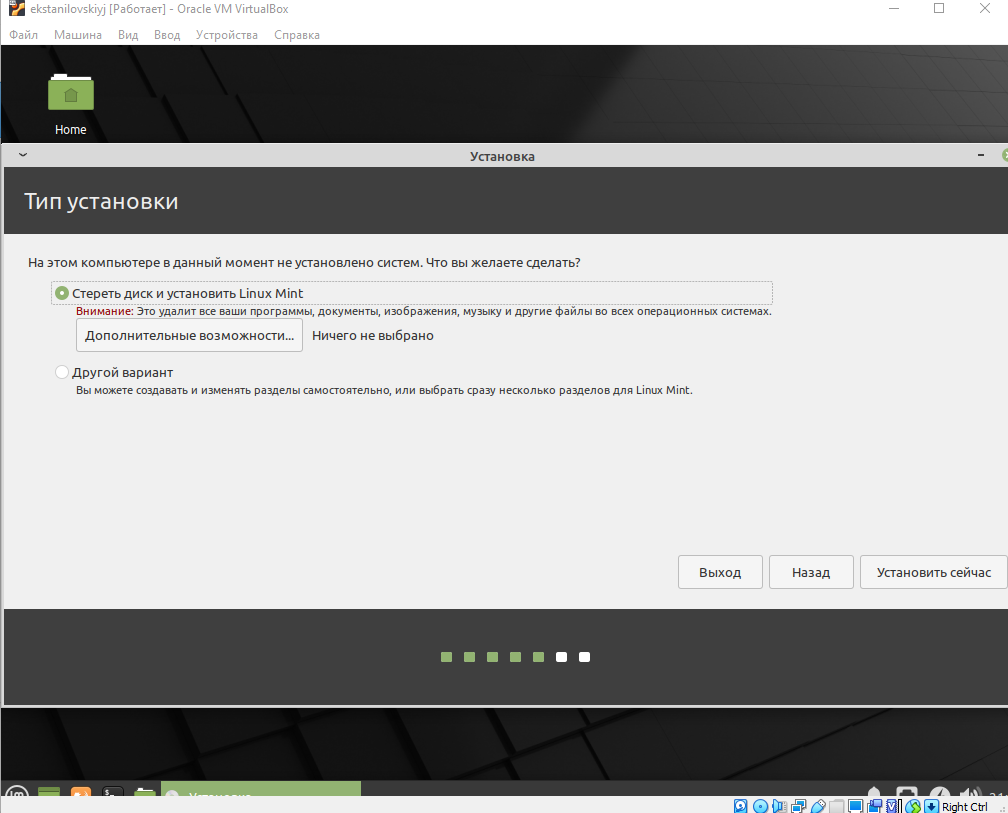 ekstanilovskiyj [Работает] - Oracle VM VirtualBox
Файл Машина Вид Ввод Устройства Справка
Home
Установка
Тип установки
На этом компьютере в данный момент не установлено систем. Что вы желаете сделать?
Стереть диск и установить Linux Mint
Внимание: Это удалит все ваши программы, документы, изображения, музыку и другие файлы во всех операционных системах.
Дополнительные возможности... Ничего не выбрано
Другой вариант
Вы можете создавать и изменять разделы самостоятельно, или выбрать сразу несколько разделов для Linux Mint.
Выход Назад Установить сейчас
Установка
Right Ctrl